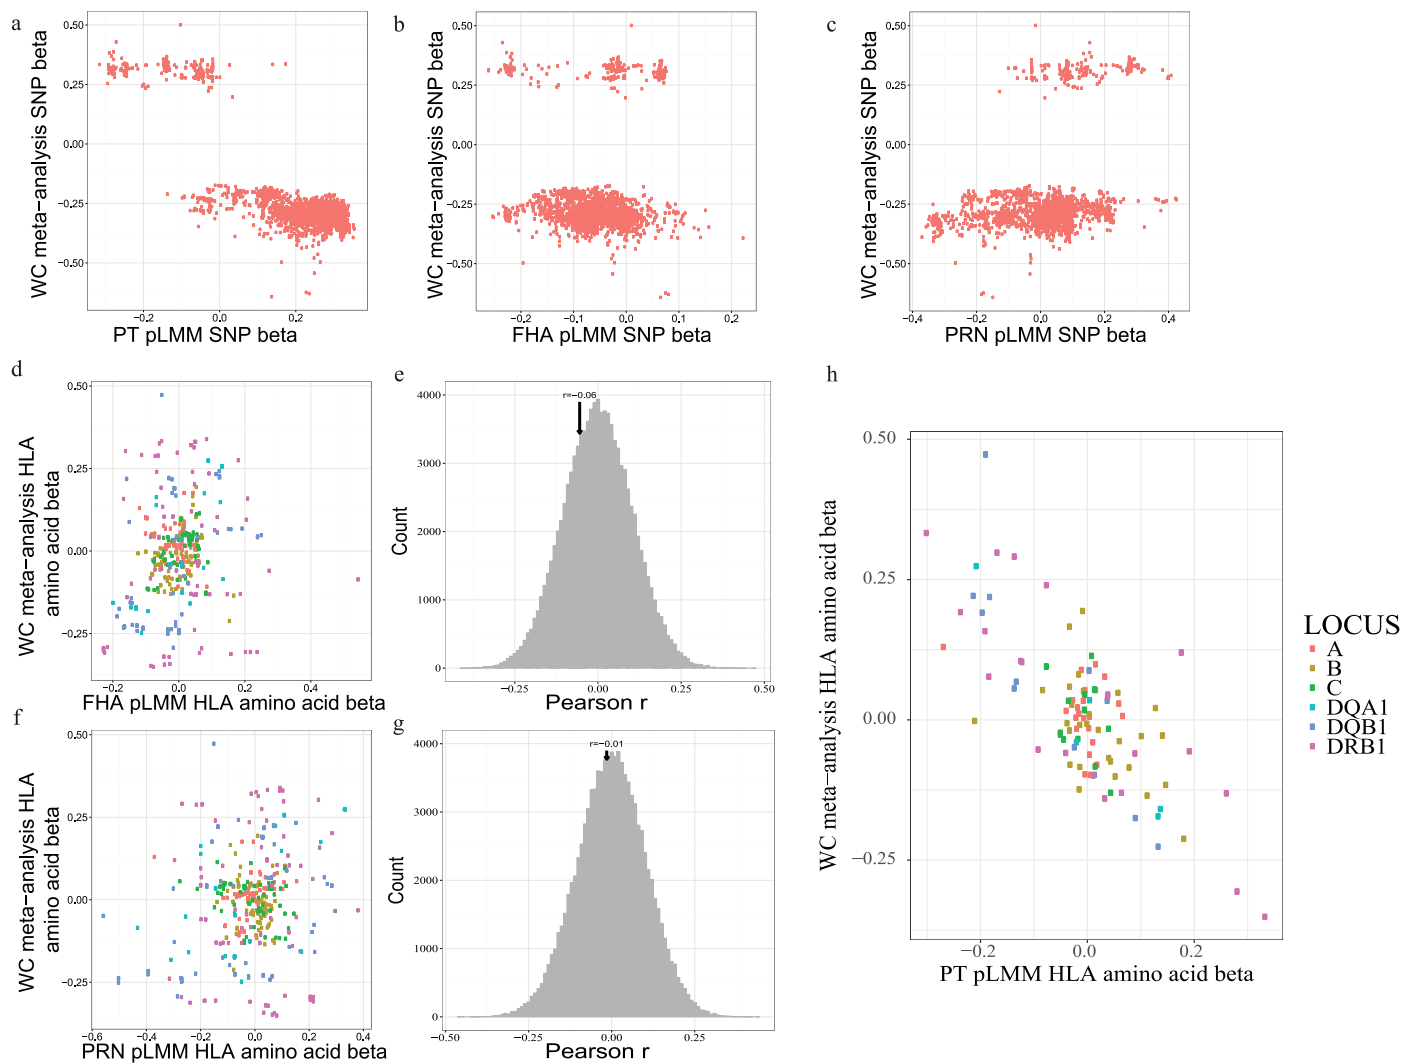 a
WC meta−analysis SNP beta
0.50
0.25
0.00
−0.25
−0.50
−0.2
0.0
0.2
PT pLMM SNP beta
b
WC meta−analysis SNP beta
0.50
0.25
0.00
−0.25
−0.50
−0.2
−0.1
0.0
0.1
0.2
FHA pLMM SNP beta
c
WC meta−analysis SNP beta
0.50
0.25
0.00
−0.25
−0.50
−0.4
−0.2
0.0
0.2
0.4
PRN pLMM SNP beta
d
WC meta−analysis HLA
amino acid beta
0.50
0.25
0.00
−0.25
−0.2
0.0
0.2
0.4
FHA pLMM HLA amino acid beta
e
Count
4000
3000
2000
1000
0
r=−0.06
−0.25
0.00
0.25
0.50
Pearson r
f
WC meta−analysis HLA
amino acid beta
0.50
0.25
0.00
−0.25
−0.6
−0.4
−0.2
0.0
0.2
0.4
PRN pLMM HLA amino acid beta
g
Count
4000
3000
2000
1000
0
r=−0.01
−0.50
−0.25
0.00
0.25
0.50
Pearson r
h
WC meta−analysis HLA amino acid beta
0.50
0.25
0.00
−0.25
−0.2
0.0
0.2
PT pLMM HLA amino acid beta
LOCUS
A
B
C
DQA1
DQB1
DRB1